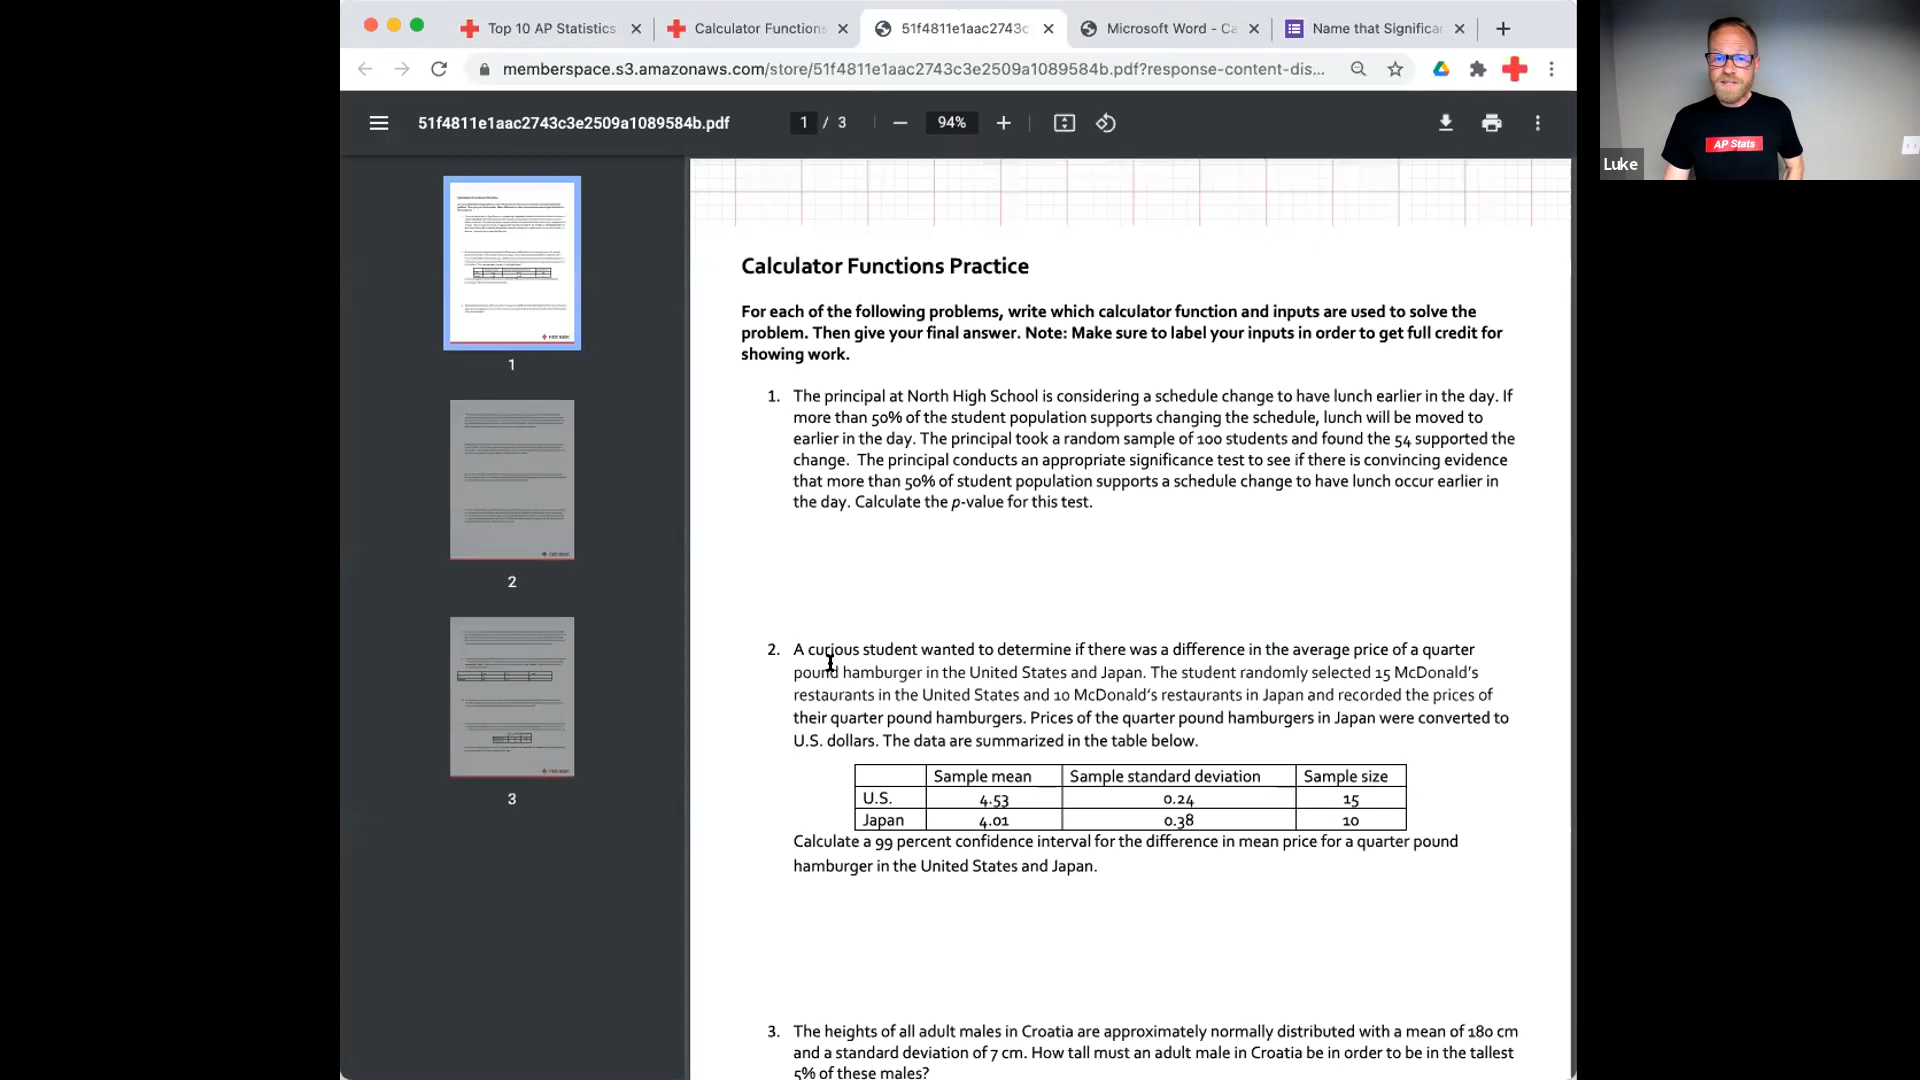 Top 10 AP Statistics
Calculator Functions
51f4811e1aac2743c
Microsoft Word - Ca
Name that Significa
memberspace.s3.amazonaws.com/store/51f4811e1aac2743c3e2509a1089584b.pdf?response-content-dis...
51f4811e1aac2743c3e2509a1089584b.pdf
1 / 3
94%
AP Stats
Luke
1
2
3
Calculator Functions Practice
For each of the following problems, write which calculator function and inputs are used to solve the
problem. Then give your final answer. Note: Make sure to label your inputs in order to get full credit for
showing work.
1. The principal at North High School is considering a schedule change to have lunch earlier in the day. If
more than 50% of the student population supports changing the schedule, lunch will be moved to
earlier in the day. The principal took a random sample of 100 students and found the 54 supported the
change. The principal conducts an appropriate significance test to see if there is convincing evidence
that more than 50% of student population supports a schedule change to have lunch occur earlier in
the day. Calculate the p-value for this test.
2. A curious student wanted to determine if there was a difference in the average price of a quarter
pound hamburger in the United States and Japan. The student randomly selected 15 McDonald's
restaurants in the United States and 10 McDonald's restaurants in Japan and recorded the prices of
their quarter pound hamburgers. Prices of the quarter pound hamburgers in Japan were converted to
U.S. dollars. The data are summarized in the table below.
Sample mean Sample standard deviation Sample size
U.S. 4.53 0.24 15
Japan 4.01 0.38 10
Calculate a 99 percent confidence interval for the difference in mean price for a quarter pound
hamburger in the United States and Japan.
3. The heights of all adult males in Croatia are approximately normally distributed with a mean of 180 cm
and a standard deviation of 7 cm. How tall must an adult male in Croatia be in order to be in the tallest
5% of these males?